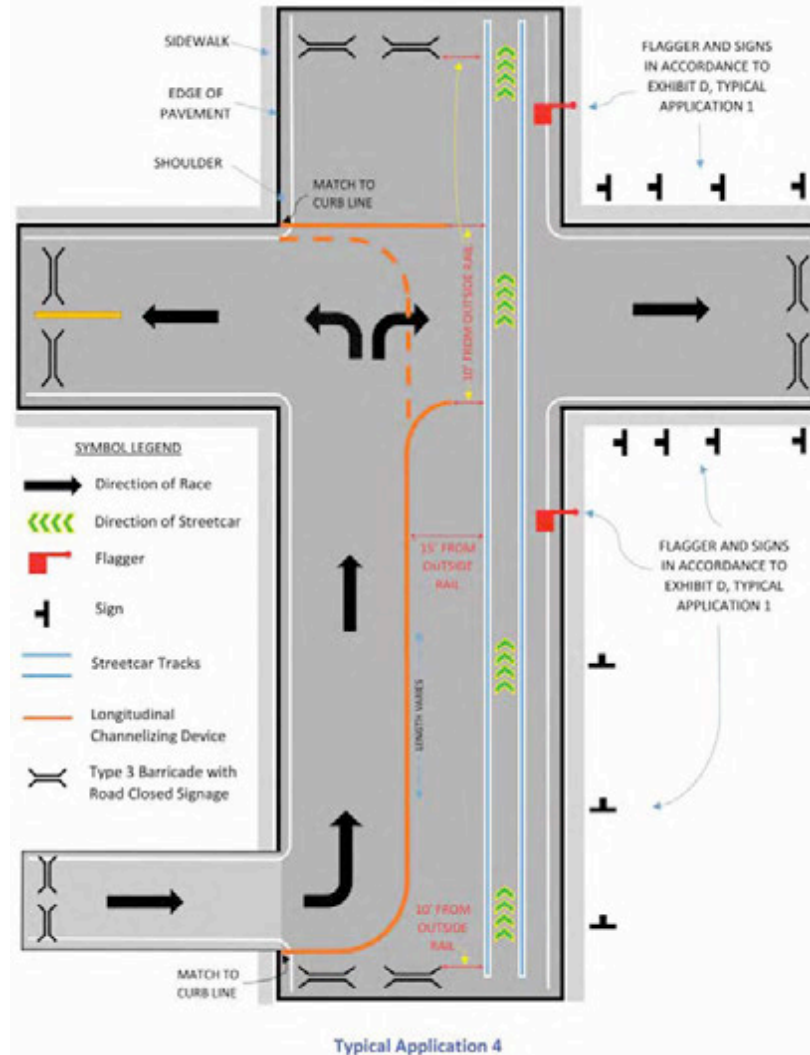 SIDEWALK
EDGE OF
PAVEMENT
SHOULDER
MATCH TO
CURB LINE
FLAGGER AND SIGNS
IN ACCORDANCE TO
EXHIBIT D, TYPICAL
APPLICATION 1
10' FROM OUTSIDE RAIL
SYMBOL LEGEND
Direction of Race
Direction of Streetcar
Flagger
Sign
Streetcar Tracks
Longitudinal
Channelizing Device
Type 3 Barricade with
Road Closed Signage
15' FROM
OUTSIDE
RAIL
LENGTH VARIES
FLAGGER AND SIGNS
IN ACCORDANCE TO
EXHIBIT D, TYPICAL
APPLICATION 1
10' FROM
OUTSIDE
RAIL
MATCH TO
CURB LINE
Typical Application 4